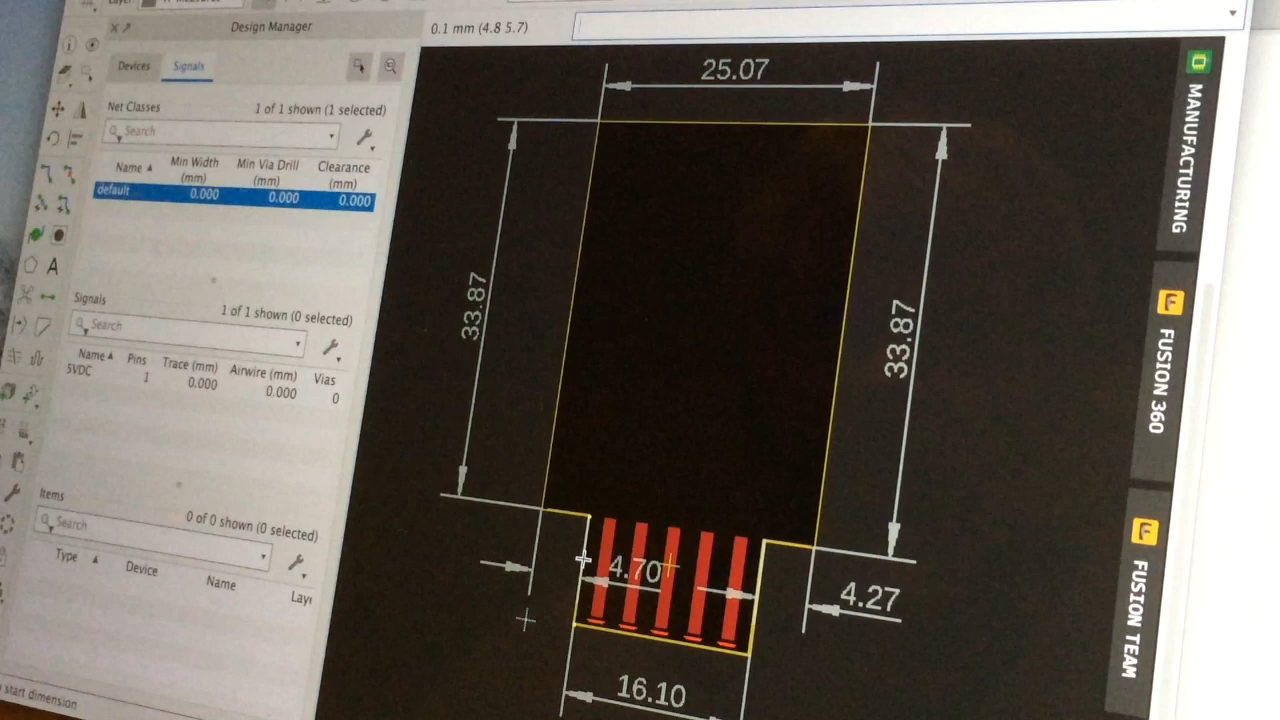 Design Manager
0.1 mm (4.8 5.7)
Devices
Signals
Net Classes
1 of 1 shown (1 selected)
Search
Name
Min Width (mm)
Min Via Drill (mm)
Clearance (mm)
default
0.000
0.000
0.000
Signals
1 of 1 shown (0 selected)
Search
Name
Pins
Trace (mm)
Airwire (mm)
Vias
5VDC
1
0.000
0.000
0
Items
0 of 0 shown (0 selected)
Search
Type
Device
Name
start dimension
25.07
33.87
33.87
4.70
4.27
16.10
MANUFACTURING
FUSION 360
FUSION TEAM